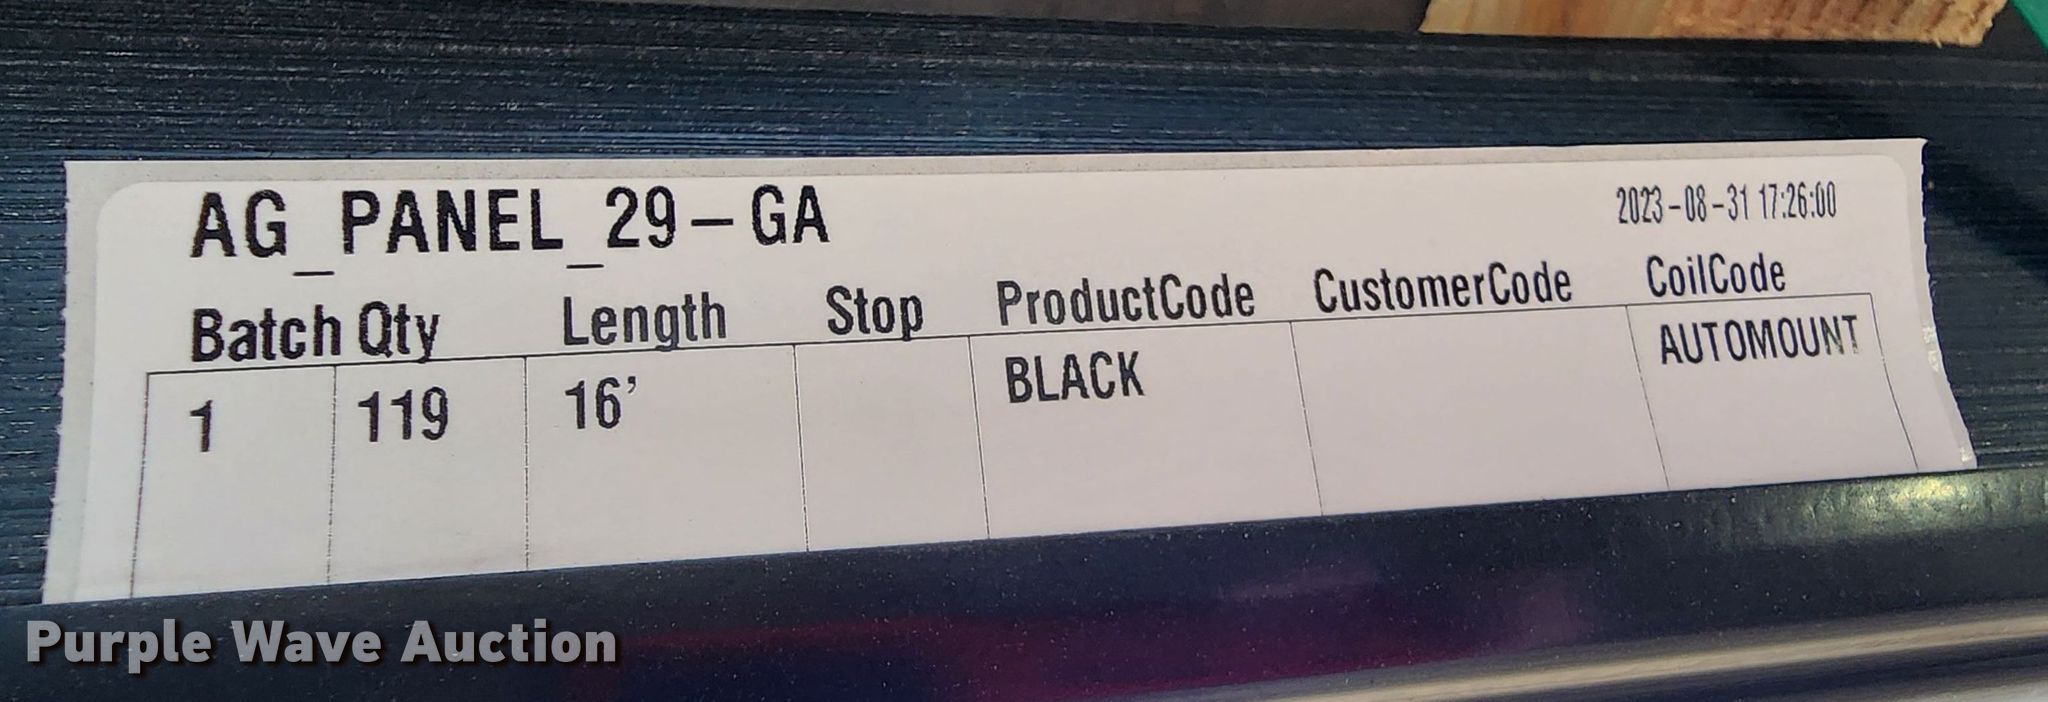 AG_PANEL_29-GA
2023-08-31 17:26:00
Batch Qty Length Stop ProductCode CustomerCode CoilCode
1 119 16' BLACK AUTOMOUNT
Purple Wave Auction